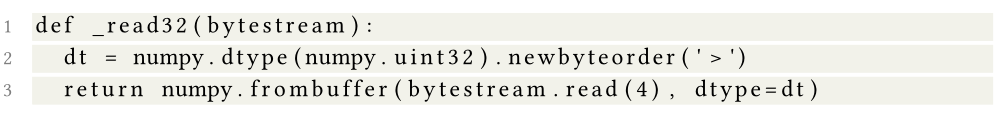 1 def _read32(bytestream):
2 dt = numpy.dtype(numpy.uint32).newbyteorder('>')
3 return numpy.frombuffer(bytestream.read(4), dtype=dt)